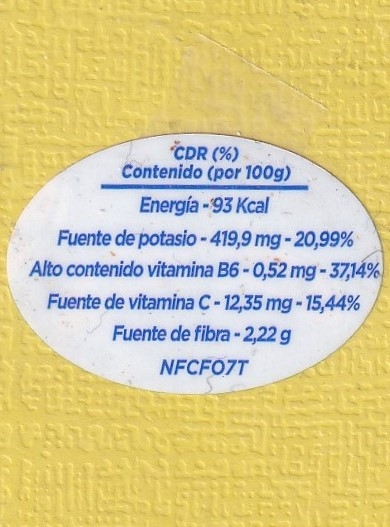 CDR (%)
Contenido (por 100g)
Energía - 93 Kcal
Fuente de potasio - 419,9 mg - 20,99%
Alto contenido vitamina B6 - 0,52 mg - 37,14%
Fuente de vitamina C - 12,35 mg - 15,44%
Fuente de fibra - 2,22 g
NFCFO7T